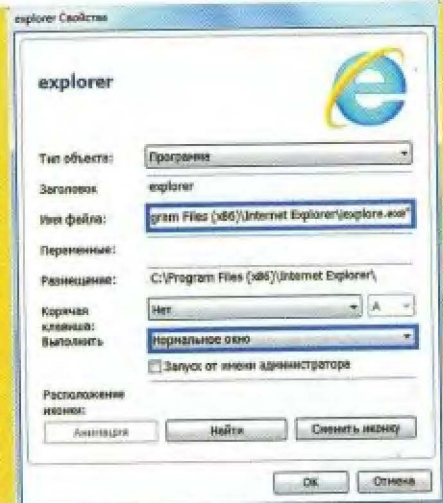 explorer Свойства
explorer
Тип объекта: Программа
Заголовок explorer
Имя файла: gram Files (x86)\Internet Explorer\iexplore.exe"
Переменные:
Размещение: C:\Program Files (x86)\Internet Explorer\
Корячая клавиша: Нет A
Выполнить Нормальное окно
Запуск от имени администратора
Расположение иконки:
Анимация Найти Сменить иконку
OK Отмена